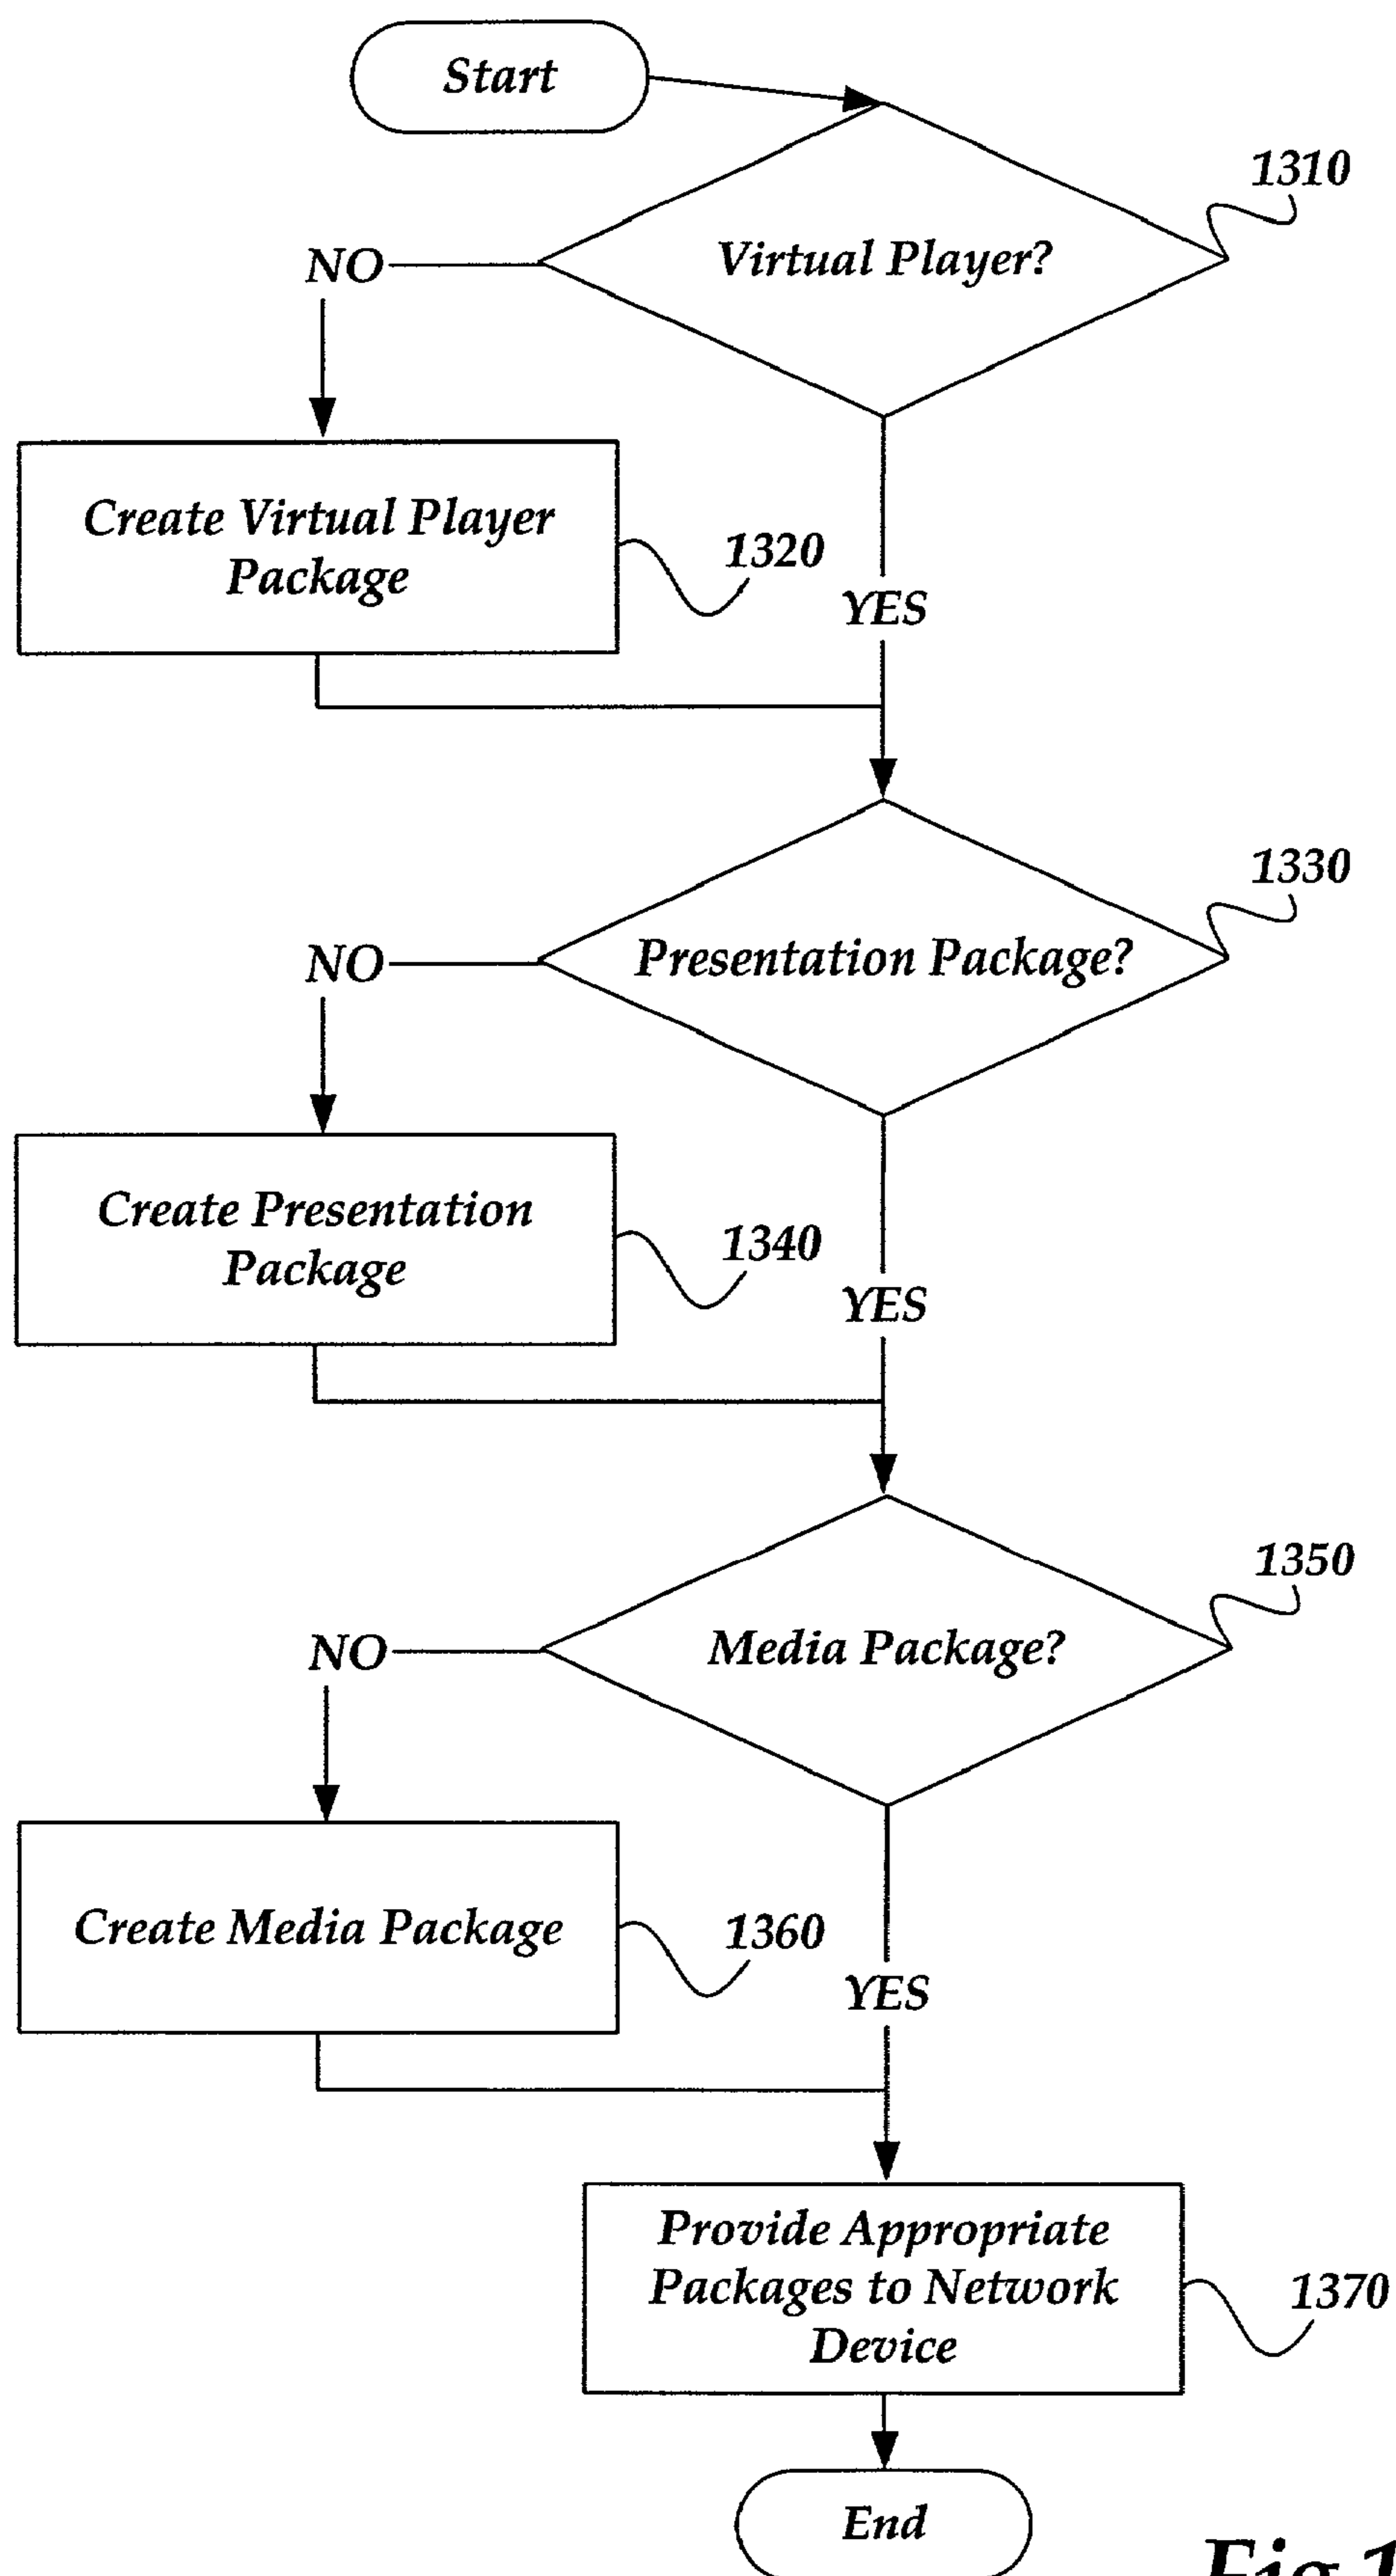 Start
1310
Virtual Player?
NO
Create Virtual Player
Package
1320
YES
1330
Presentation Package?
NO
Create Presentation
Package
1340
YES
1350
Media Package?
NO
Create Media Package
1360
YES
Provide Appropriate
Packages to Network
Device
1370
End